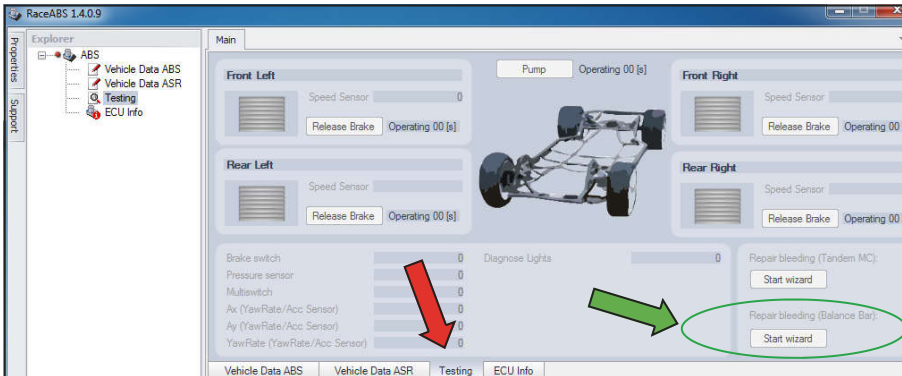 RaceABS 1.4.0.9
Properties
Support
Explorer
ABS
Vehicle Data ABS
Vehicle Data ASR
Testing
ECU Info
Main
Front Left
Speed Sensor 0
Release Brake Operating 00 [s]
Pump Operating 00 [s]
Front Right
Speed Sensor
Release Brake Operating 00
Rear Left
Speed Sensor
Release Brake Operating 00 [s]
Rear Right
Speed Sensor
Release Brake Operating 00
Brake switch 0
Pressure sensor 0
Multiswitch 0
Ax (YawRate/Acc Sensor) 0
Ay (YawRate/Acc Sensor) 0
YawRate (YawRate/Acc Sensor) 0
Diagnose Lights 0
Repair bleeding (Tandem MC):
Start wizard
Repair bleeding (Balance Bar):
Start wizard
Vehicle Data ABS Vehicle Data ASR Testing ECU Info